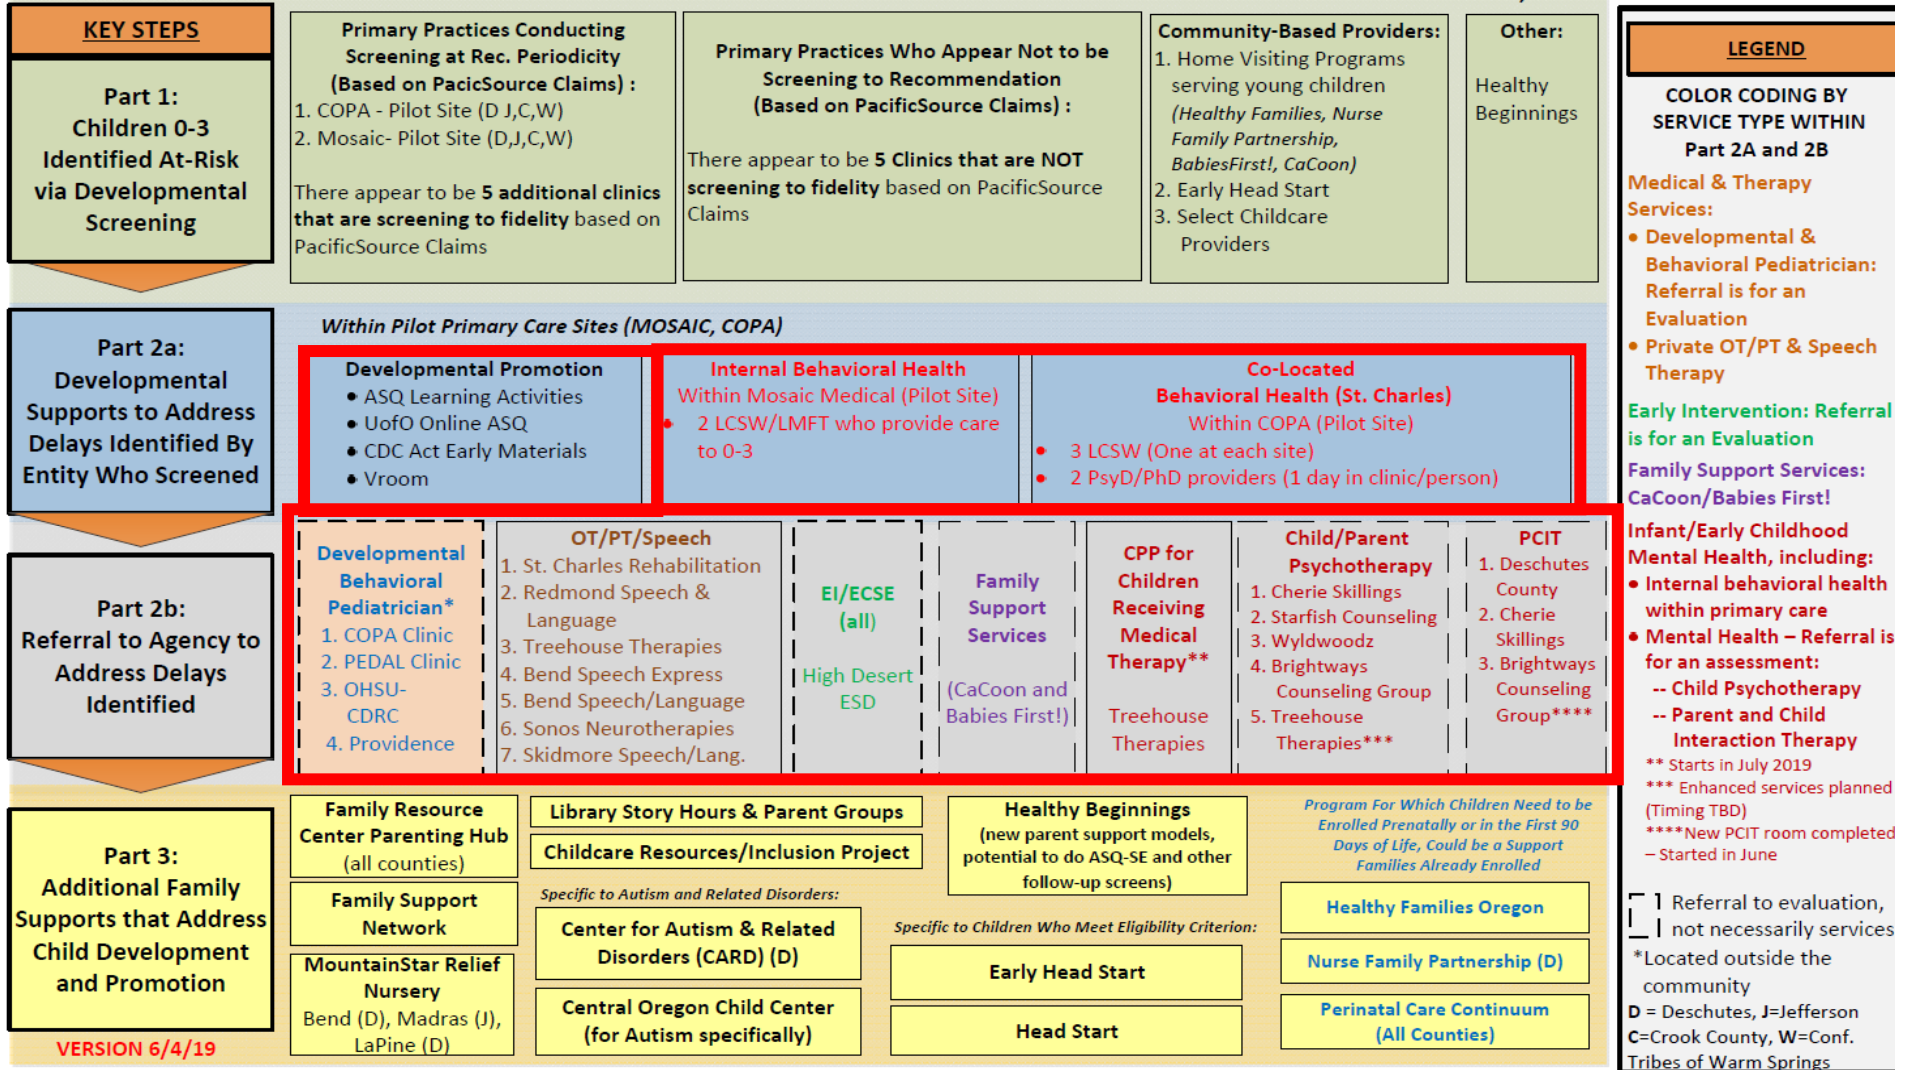 KEY STEPS
Part 1:
Children 0-3
Identified At-Risk
via Developmental
Screening
Primary Practices Conducting
Screening at Rec. Periodicity
(Based on PacicSource Claims) :
1. COPA - Pilot Site (D J,C,W)
2. Mosaic- Pilot Site (D,J,C,W)
There appear to be 5 additional clinics
that are screening to fidelity based on
PacificSource Claims
Primary Practices Who Appear Not to be
Screening to Recommendation
(Based on PacificSource Claims) :
There appear to be 5 Clinics that are NOT
screening to fidelity based on PacificSource
Claims
Community-Based Providers:
1. Home Visiting Programs
serving young children
(Healthy Families, Nurse
Family Partnership,
BabiesFirst!, CaCoon)
2. Early Head Start
3. Select Childcare
Providers
Other:
Healthy
Beginnings
Part 2a:
Developmental
Supports to Address
Delays Identified By
Entity Who Screened
Within Pilot Primary Care Sites (MOSAIC, COPA)
Developmental Promotion
• ASQ Learning Activities
• UofO Online ASQ
• CDC Act Early Materials
• Vroom
Internal Behavioral Health
Within Mosaic Medical (Pilot Site)
• 2 LCSW/LMFT who provide care
to 0-3
Co-Located
Behavioral Health (St. Charles)
Within COPA (Pilot Site)
• 3 LCSW (One at each site)
• 2 PsyD/PhD providers (1 day in clinic/person)
Part 2b:
Referral to Agency to
Address Delays
Identified
Developmental
Behavioral
Pediatrician*
1. COPA Clinic
2. PEDAL Clinic
3. OHSU-
CDRC
4. Providence
OT/PT/Speech
1. St. Charles Rehabilitation
2. Redmond Speech &
Language
3. Treehouse Therapies
4. Bend Speech Express
5. Bend Speech/Language
6. Sonos Neurotherapies
7. Skidmore Speech/Lang.
EI/ECSE
(all)
High Desert
ESD
Family
Support
Services
(CaCoon and
Babies First!)
CPP for
Children
Receiving
Medical
Therapy**
Treehouse
Therapies
Child/Parent
Psychotherapy
1. Cherie Skillings
2. Starfish Counseling
3. Wyldwoodz
4. Brightways
Counseling Group
5. Treehouse
Therapies***
PCIT
1. Deschutes
County
2. Cherie
Skillings
3. Brightways
Counseling
Group****
Part 3:
Additional Family
Supports that Address
Child Development
and Promotion
VERSION 6/4/19
Family Resource
Center Parenting Hub
(all counties)
Family Support
Network
MountainStar Relief
Nursery
Bend (D), Madras (J),
LaPine (D)
Library Story Hours & Parent Groups
Childcare Resources/Inclusion Project
Specific to Autism and Related Disorders:
Center for Autism & Related
Disorders (CARD) (D)
Central Oregon Child Center
(for Autism specifically)
Healthy Beginnings
(new parent support models,
potential to do ASQ-SE and other
follow-up screens)
Specific to Children Who Meet Eligibility Criterion:
Early Head Start
Head Start
Program For Which Children Need to be
Enrolled Prenatally or in the First 90
Days of Life, Could be a Support
Families Already Enrolled
Healthy Families Oregon
Nurse Family Partnership (D)
Perinatal Care Continuum
(All Counties)
LEGEND
COLOR CODING BY
SERVICE TYPE WITHIN
Part 2A and 2B
Medical & Therapy
Services:
• Developmental &
Behavioral Pediatrician:
Referral is for an
Evaluation
• Private OT/PT & Speech
Therapy
Early Intervention: Referral
is for an Evaluation
Family Support Services:
CaCoon/Babies First!
Infant/Early Childhood
Mental Health, including:
• Internal behavioral health
within primary care
• Mental Health – Referral is
for an assessment:
-- Child Psychotherapy
-- Parent and Child
Interaction Therapy
** Starts in July 2019
*** Enhanced services planned
(Timing TBD)
****New PCIT room completed
– Started in June
Referral to evaluation,
not necessarily services
*Located outside the
community
D = Deschutes, J=Jefferson
C=Crook County, W=Conf.
Tribes of Warm Springs